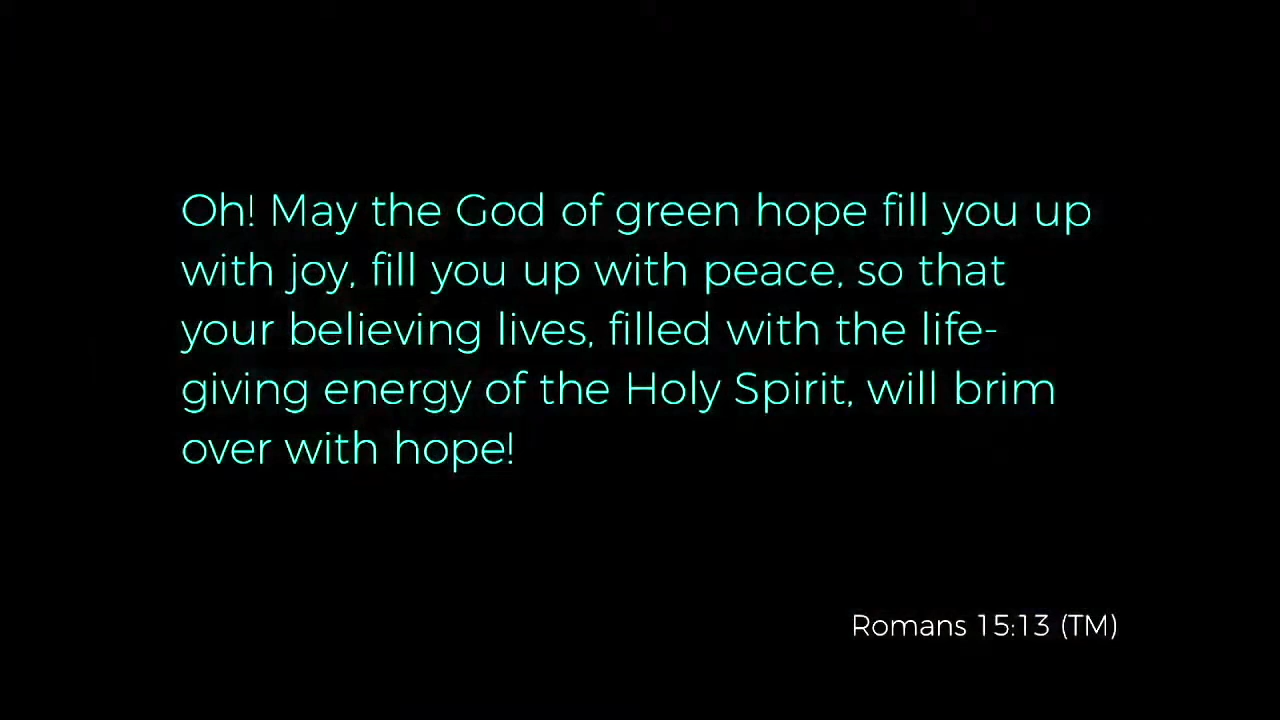 Oh! May the God of green hope fill you up
with joy, fill you up with peace, so that
your believing lives, filled with the life-
giving energy of the Holy Spirit, will brim
over with hope!
Romans 15:13 (TM)